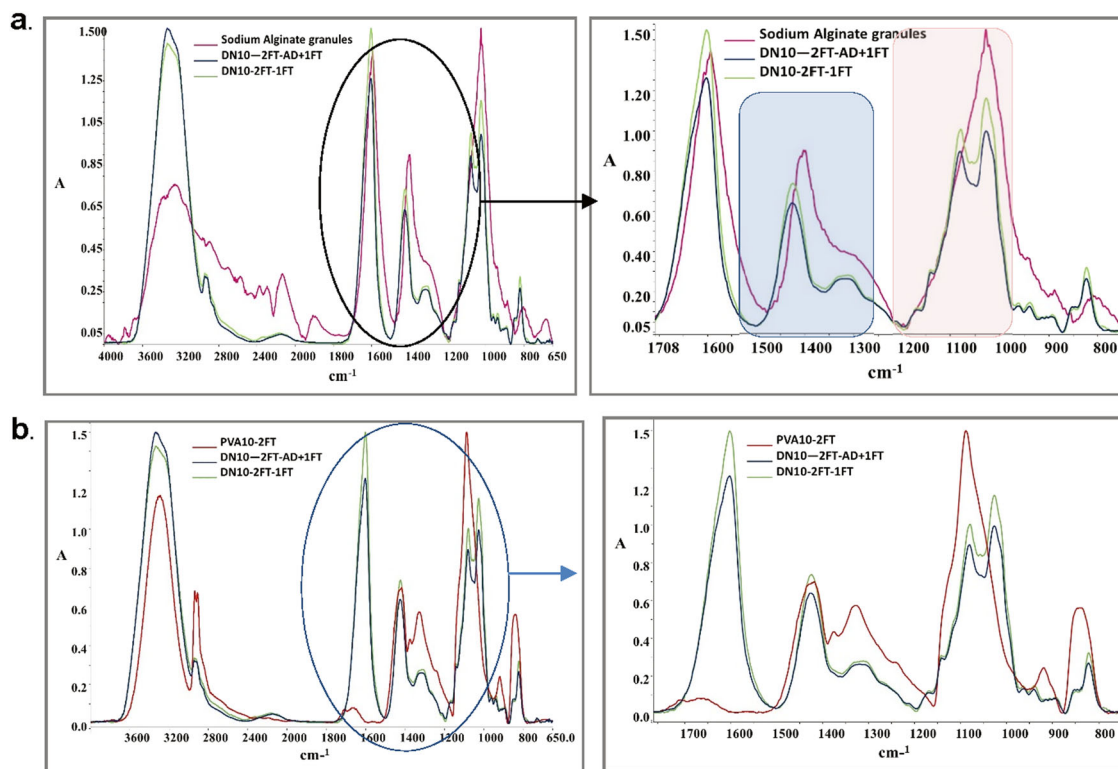 a.
Sodium Alginate granules
DN10—2FT-AD+1FT
DN10-2FT-1FT
1.500
1.25
1.05
0.85
A
0.65
0.45
0.25
0.05
4000 3600 3200 2800 2400 2000 1600 1600 1400 1200 1000 800 650
cm-1
Sodium Alginate granules
DN10—2FT-AD+1FT
DN10-2FT-1FT
1.50
1.20
1.00
A
0.80
0.60
0.40
0.20
0.05
1708 1600 1500 1400 1300 1200 1100 1000 900 800
cm-1
b.
PVA10-2FT
DN10—2FT-AD+1FT
DN10-2FT-1FT
1.5
1.2
1.0
A
0.8
0.6
0.4
0.2
0.0
3600 3200 2800 2400 2000 1600 1400 1200 1000 800 650.0
cm-1
PVA10-2FT
DN10—2FT-AD+1FT
DN10-2FT-1FT
1.5
1.2
1.0
A
0.8
0.6
0.4
0.2
0.0
1700 1600 1500 1400 1300 1200 1100 1000 900 800
cm-1